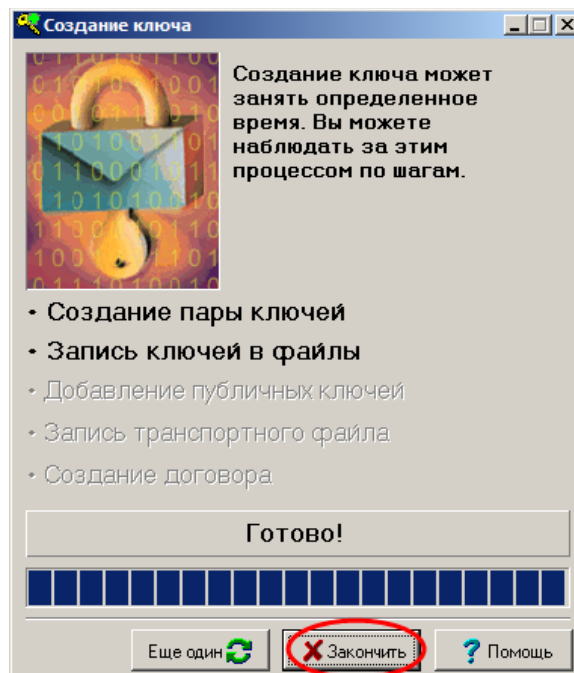 Создание ключа
Создание ключа может
занять определенное
время. Вы можете
наблюдать за этим
процессом по шагам.
• Создание пары ключей
• Запись ключей в файлы
• Добавление публичных ключей
• Запись транспортного файла
• Создание договора
Готово!
Еще один
Закончить
? Помощь